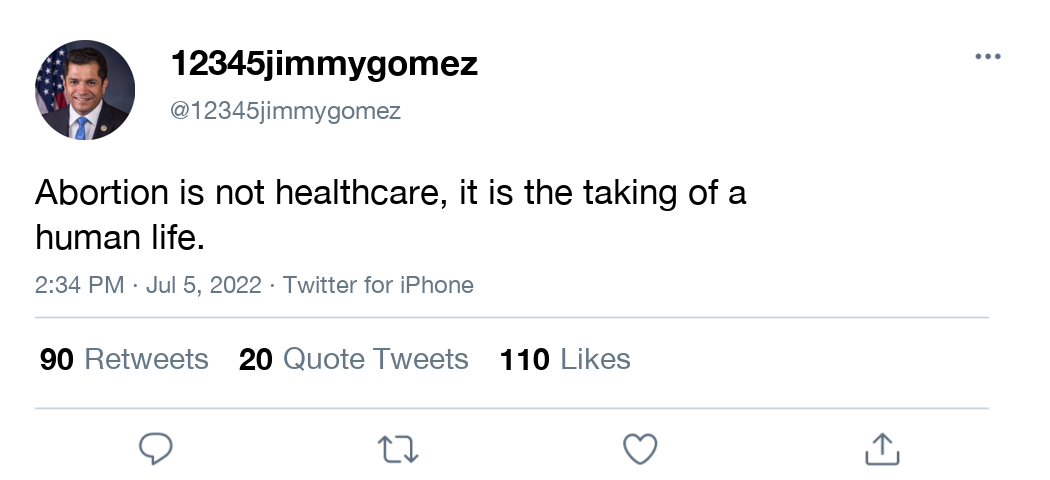 12345jimmygomez
@12345jimmygomez
Abortion is not healthcare, it is the taking of a
human life.
2:34 PM · Jul 5, 2022 · Twitter for iPhone
90 Retweets 20 Quote Tweets 110 Likes